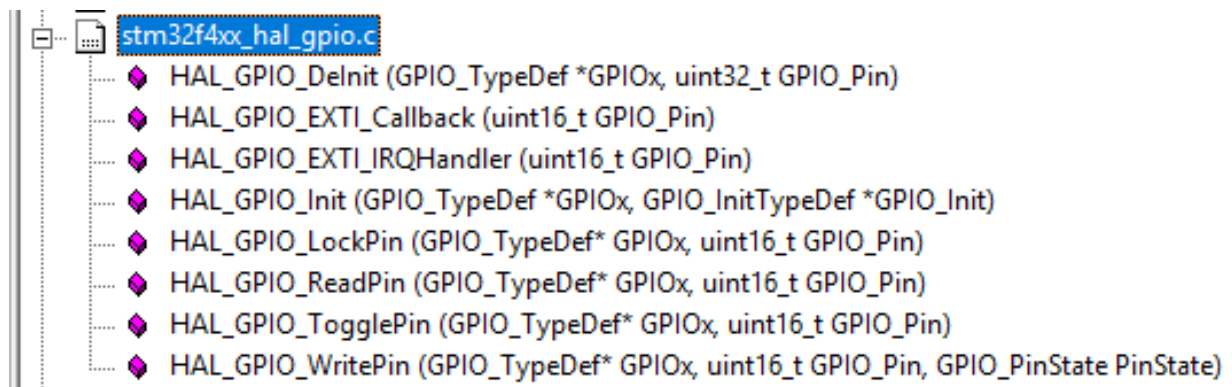 stm32f4xx_hal_gpio.c
HAL_GPIO_DeInit (GPIO_TypeDef *GPIOx, uint32_t GPIO_Pin)
HAL_GPIO_EXTI_Callback (uint16_t GPIO_Pin)
HAL_GPIO_EXTI_IRQHandler (uint16_t GPIO_Pin)
HAL_GPIO_Init (GPIO_TypeDef *GPIOx, GPIO_InitTypeDef *GPIO_Init)
HAL_GPIO_LockPin (GPIO_TypeDef* GPIOx, uint16_t GPIO_Pin)
HAL_GPIO_ReadPin (GPIO_TypeDef* GPIOx, uint16_t GPIO_Pin)
HAL_GPIO_TogglePin (GPIO_TypeDef* GPIOx, uint16_t GPIO_Pin)
HAL_GPIO_WritePin (GPIO_TypeDef* GPIOx, uint16_t GPIO_Pin, GPIO_PinState PinState)